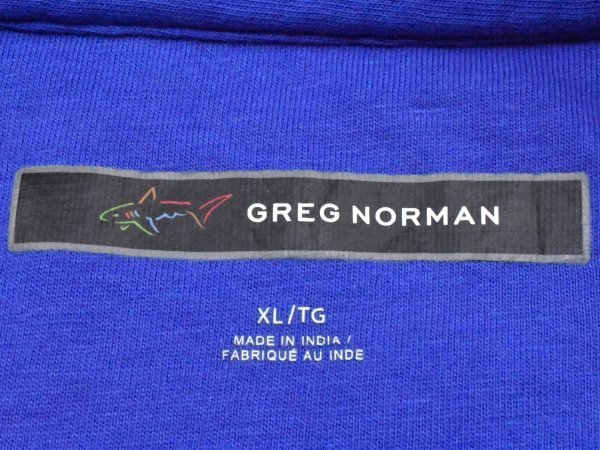 GREG NORMAN
XL/TG
MADE IN INDIA /
FABRIQUÉ AU INDE